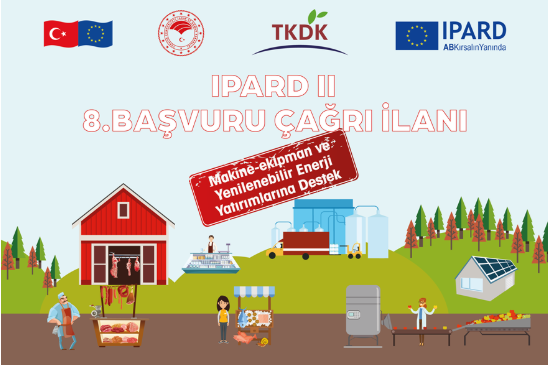 TKDK
IPARD
ABKırsalınYanında
IPARD II
8.BAŞVURU ÇAĞRI İLANI
Makine-ekipman ve
Yenilenebilir Enerji
Yatırımlarına Destek